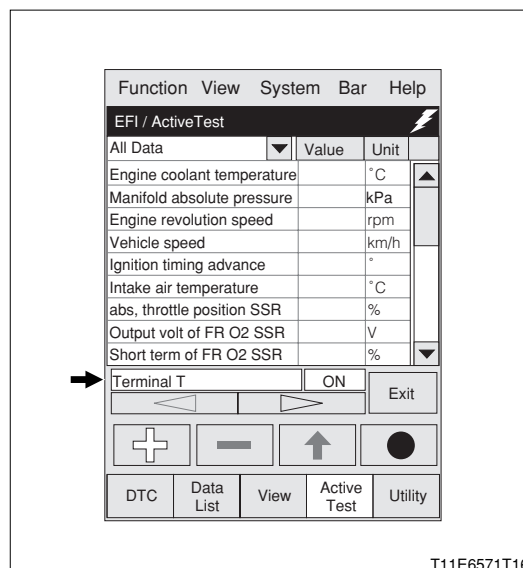 Function View System Bar Help
EFI / ActiveTest
All Data Value Unit
Engine coolant temperature °C
Manifold absolute pressure kPa
Engine revolution speed rpm
Vehicle speed km/h
Ignition timing advance °
Intake air temperature °C
abs, throttle position SSR %
Output volt of FR O2 SSR V
Short term of FR O2 SSR %
Terminal T ON
Exit
DTC Data List View Active Test Utility
T11E6571T16